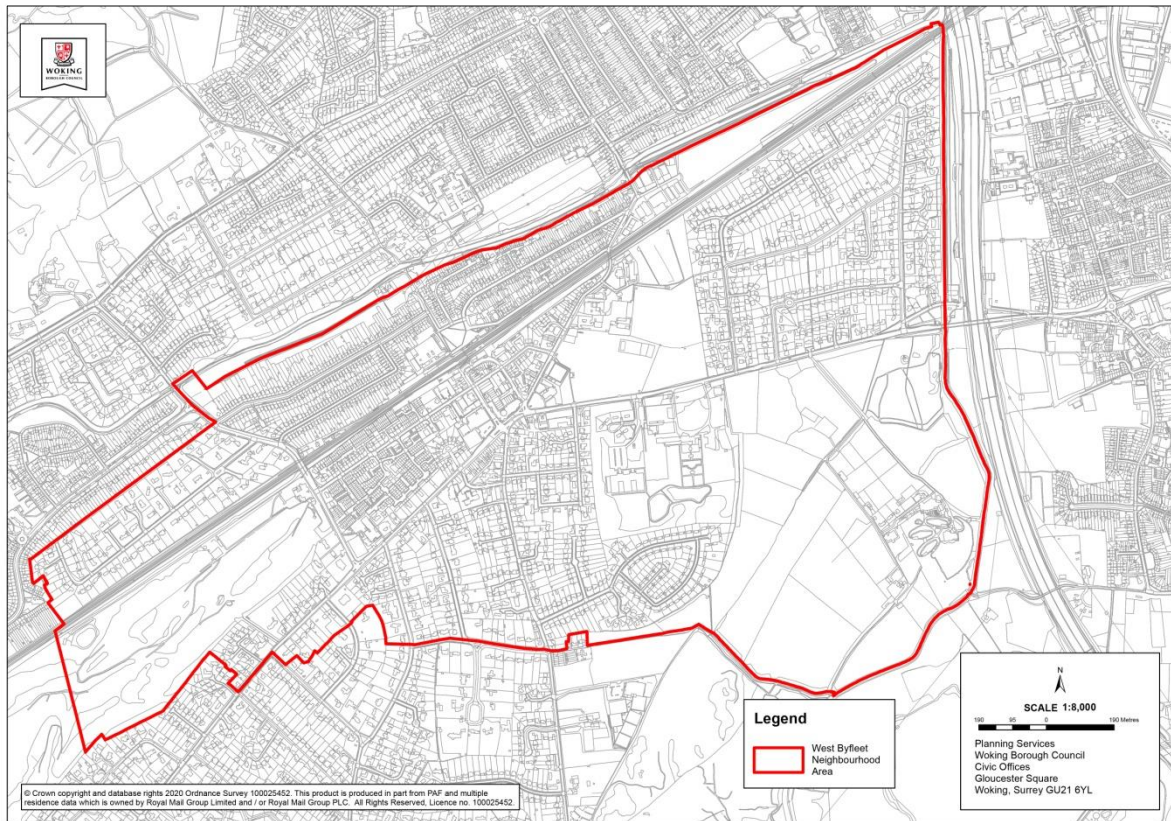 WOKING
BOROUGH COUNCIL
Legend
West Byfleet
Neighbourhood
Area
N
SCALE 1:8,000
190 95 0 190 Metres
Planning Services
Woking Borough Council
Civic Offices
Gloucester Square
Woking, Surrey GU21 6YL
© Crown copyright and database rights 2020 Ordnance Survey 100025452. This product is produced in part from PAF and multiple
residence data which is owned by Royal Mail Group Limited and / or Royal Mail Group PLC. All Rights Reserved, Licence no. 100025452.